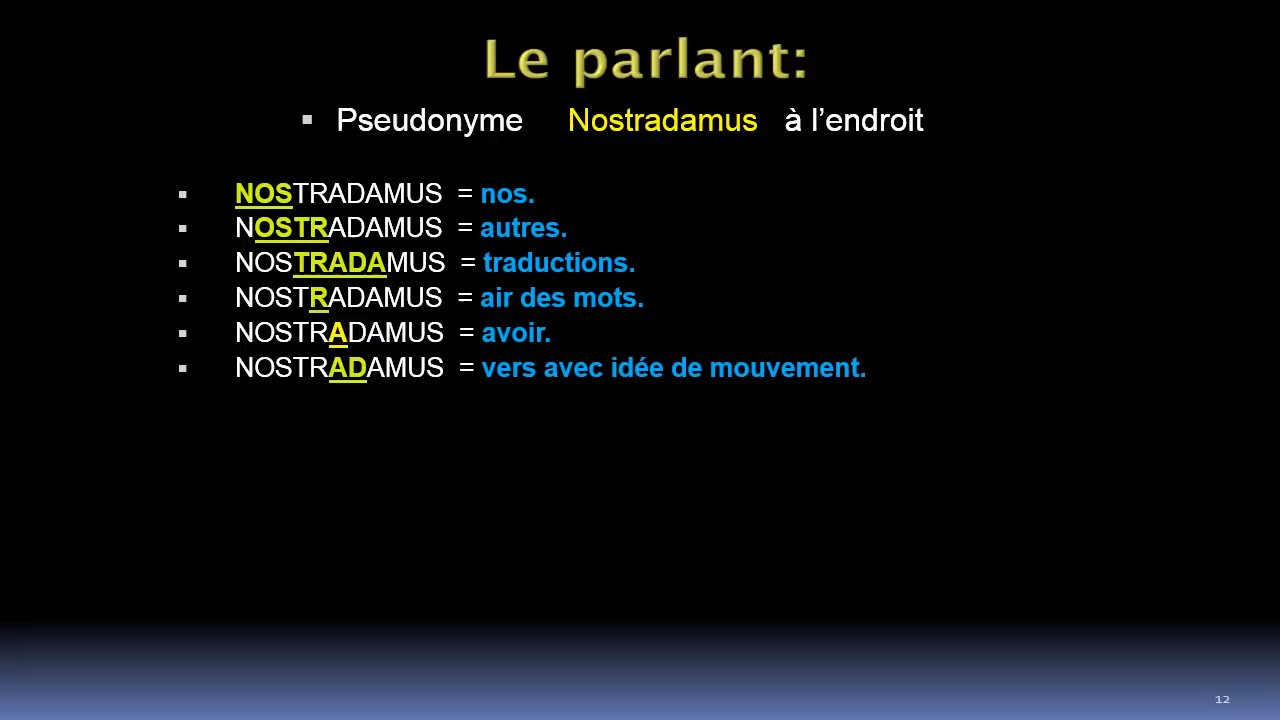 Le parlant:
▪ Pseudonyme Nostradamus à l’endroit
▪ NOSTRADAMUS = nos.
▪ NOSTRADAMUS = autres.
▪ NOSTRADAMUS = traductions.
▪ NOSTRADAMUS = air des mots.
▪ NOSTRADAMUS = avoir.
▪ NOSTRADAMUS = vers avec idée de mouvement.
12